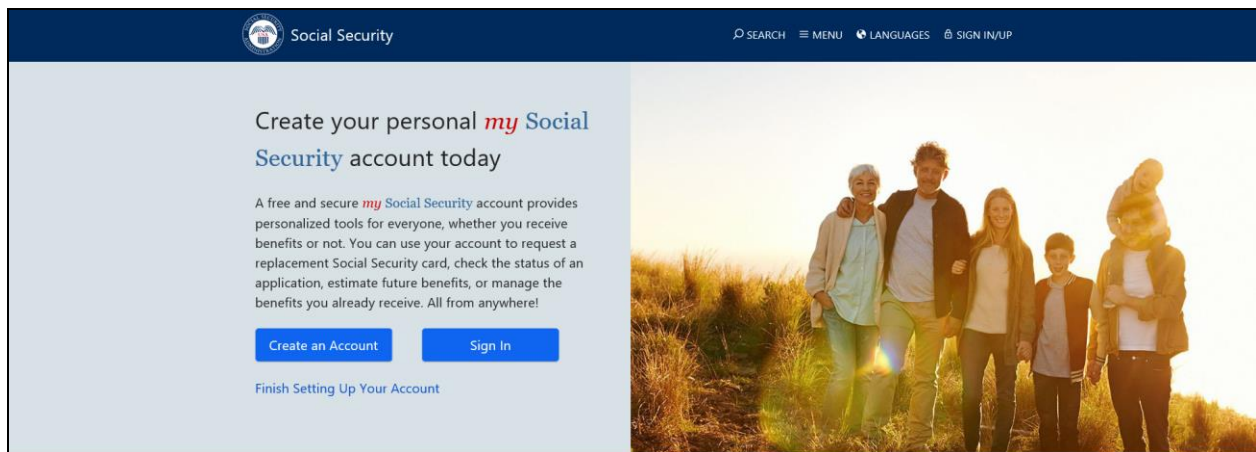 Social Security
SEARCH MENU LANGUAGES SIGN IN/UP
Create your personal my Social
Security account today
A free and secure my Social Security account provides
personalized tools for everyone, whether you receive
benefits or not. You can use your account to request a
replacement Social Security card, check the status of an
application, estimate future benefits, or manage the
benefits you already receive. All from anywhere!
Create an Account Sign In
Finish Setting Up Your Account